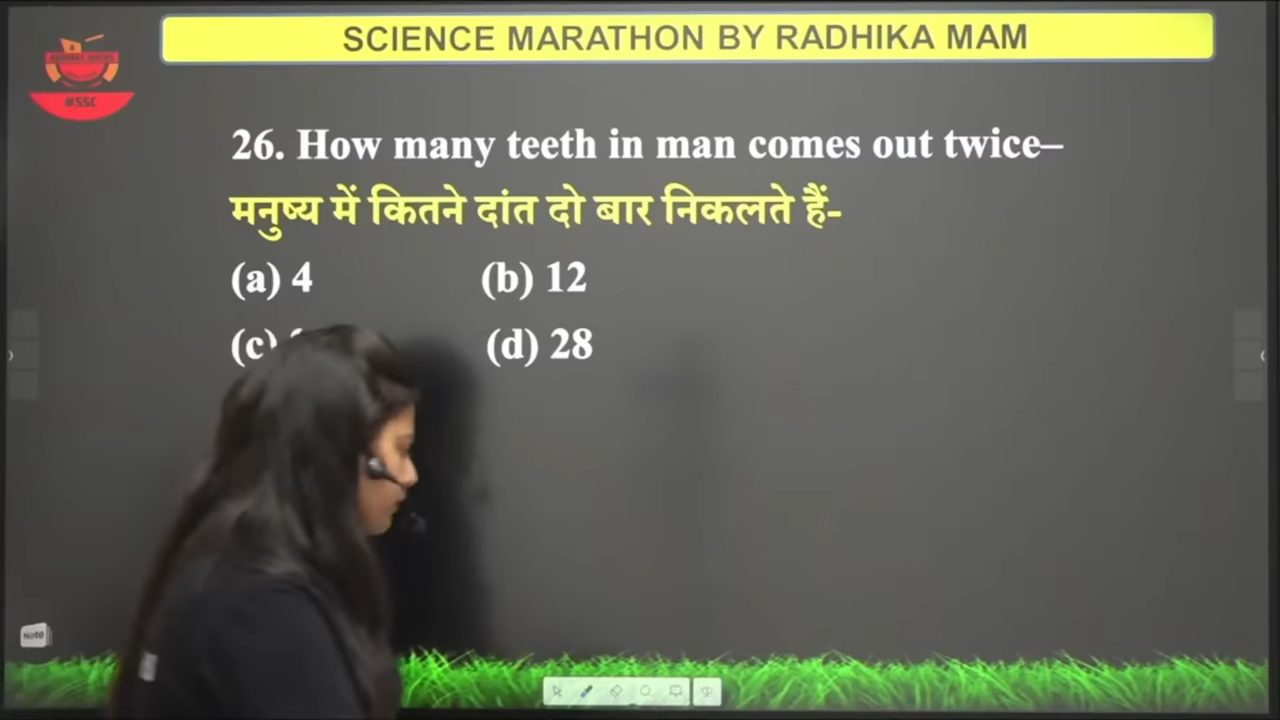 SCIENCE MARATHON BY RADHIKA MAM
#SSC
26. How many teeth in man comes out twice–
मनुष्य में कितने दांत दो बार निकलते हैं-
(a) 4 (b) 12
(c) (d) 28
Note